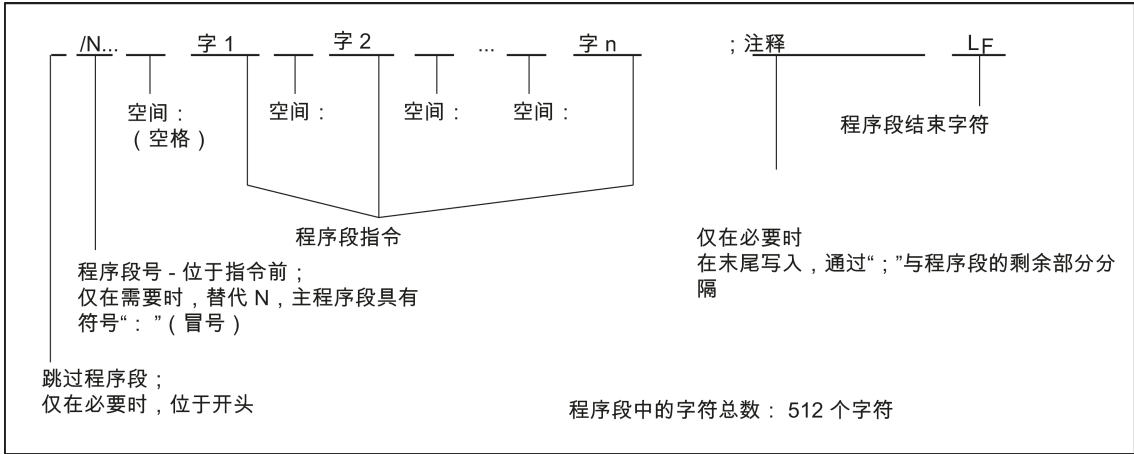 /N... 字 1 字 2 ... 字 n ；注释 LF
空间： 空间： 空间： 空间：
（空格）
程序段结束字符
程序段指令
程序段号 - 位于指令前；
仅在需要时，替代 N，主程序段具有
符号“：”（冒号）
仅在必要时
在末尾写入，通过“；”与程序段的剩余部分分
隔
跳过程序段；
仅在必要时，位于开头
程序段中的字符总数： 512 个字符